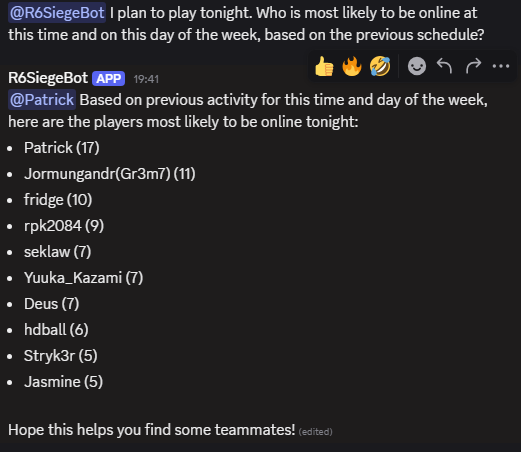 @R6SiegeBot I plan to play tonight. Who is most likely to be online at
this time and on this day of the week, based on the previous schedule?
R6SiegeBot APP 19:41
@Patrick Based on previous activity for this time and day of the week,
here are the players most likely to be online tonight:
• Patrick (17)
• Jormungandr(Gr3m7) (11)
• fridge (10)
• rpk2084 (9)
• seklaw (7)
• Yuuka_Kazami (7)
• Deus (7)
• hdball (6)
• Stryk3r (5)
• Jasmine (5)
Hope this helps you find some teammates! (edited)